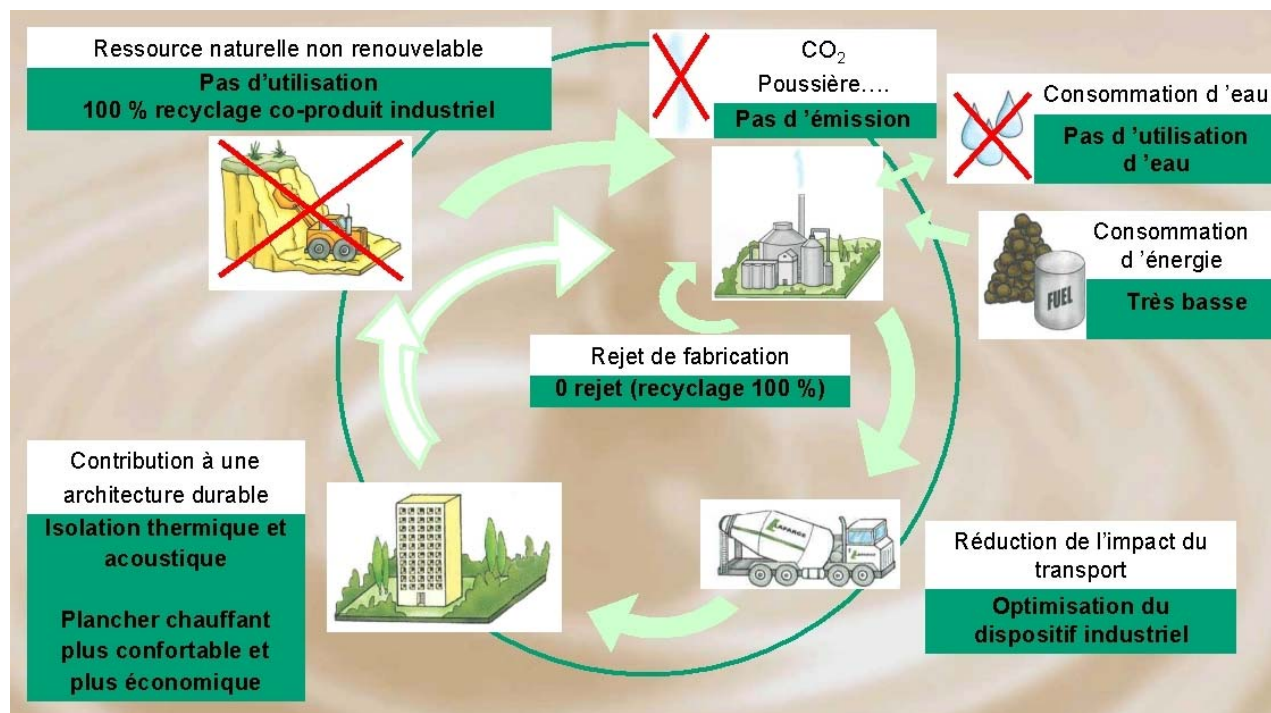 Ressource naturelle non renouvelable
Pas d’utilisation
100 % recyclage co-produit industriel
CO₂
Poussière….
Pas d ’émission
Consommation d ’eau
Pas d ’utilisation
d ’eau
Consommation
d ’énergie
FUEL
Très basse
Rejet de fabrication
0 rejet (recyclage 100 %)
Contribution à une
architecture durable
Isolation thermique et
acoustique
Plancher chauffant
plus confortable et
plus économique
LAFARGE
Réduction de l’impact du
transport
Optimisation du
dispositif industriel